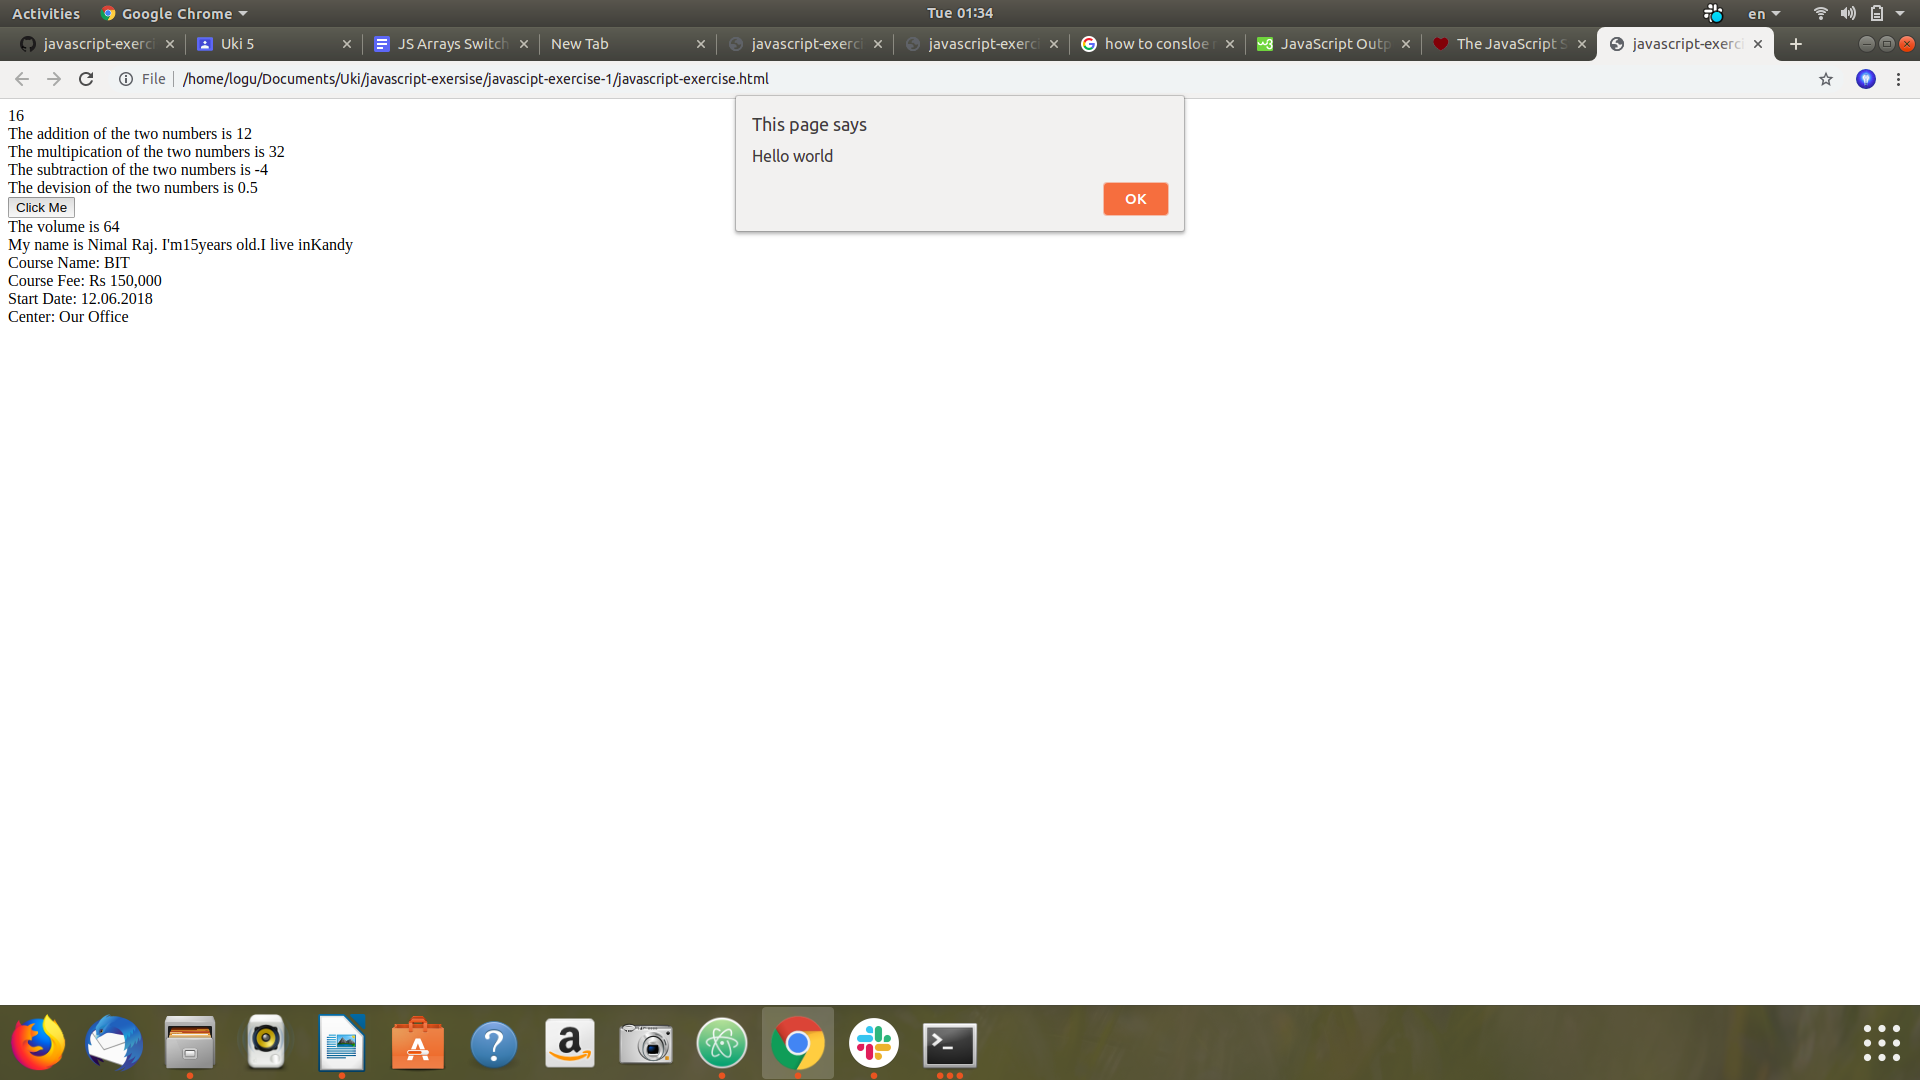 Activities Google Chrome Tue 01:34 en
javascript-exerci Uki 5 JS Arrays Switch New Tab javascript-exerci javascript-exerci how to consloe JavaScript Outp The JavaScript S javascript-exerci
File /home/logu/Documents/Uki/javascript-exersise/javascipt-exercise-1/javascript-exercise.html
This page says
Hello world
OK
16
The addition of the two numbers is 12
The multipication of the two numbers is 32
The subtraction of the two numbers is -4
The devision of the two numbers is 0.5
Click Me
The volume is 64
My name is Nimal Raj. I'm15years old.I live inKandy
Course Name: BIT
Course Fee: Rs 150,000
Start Date: 12.06.2018
Center: Our Office